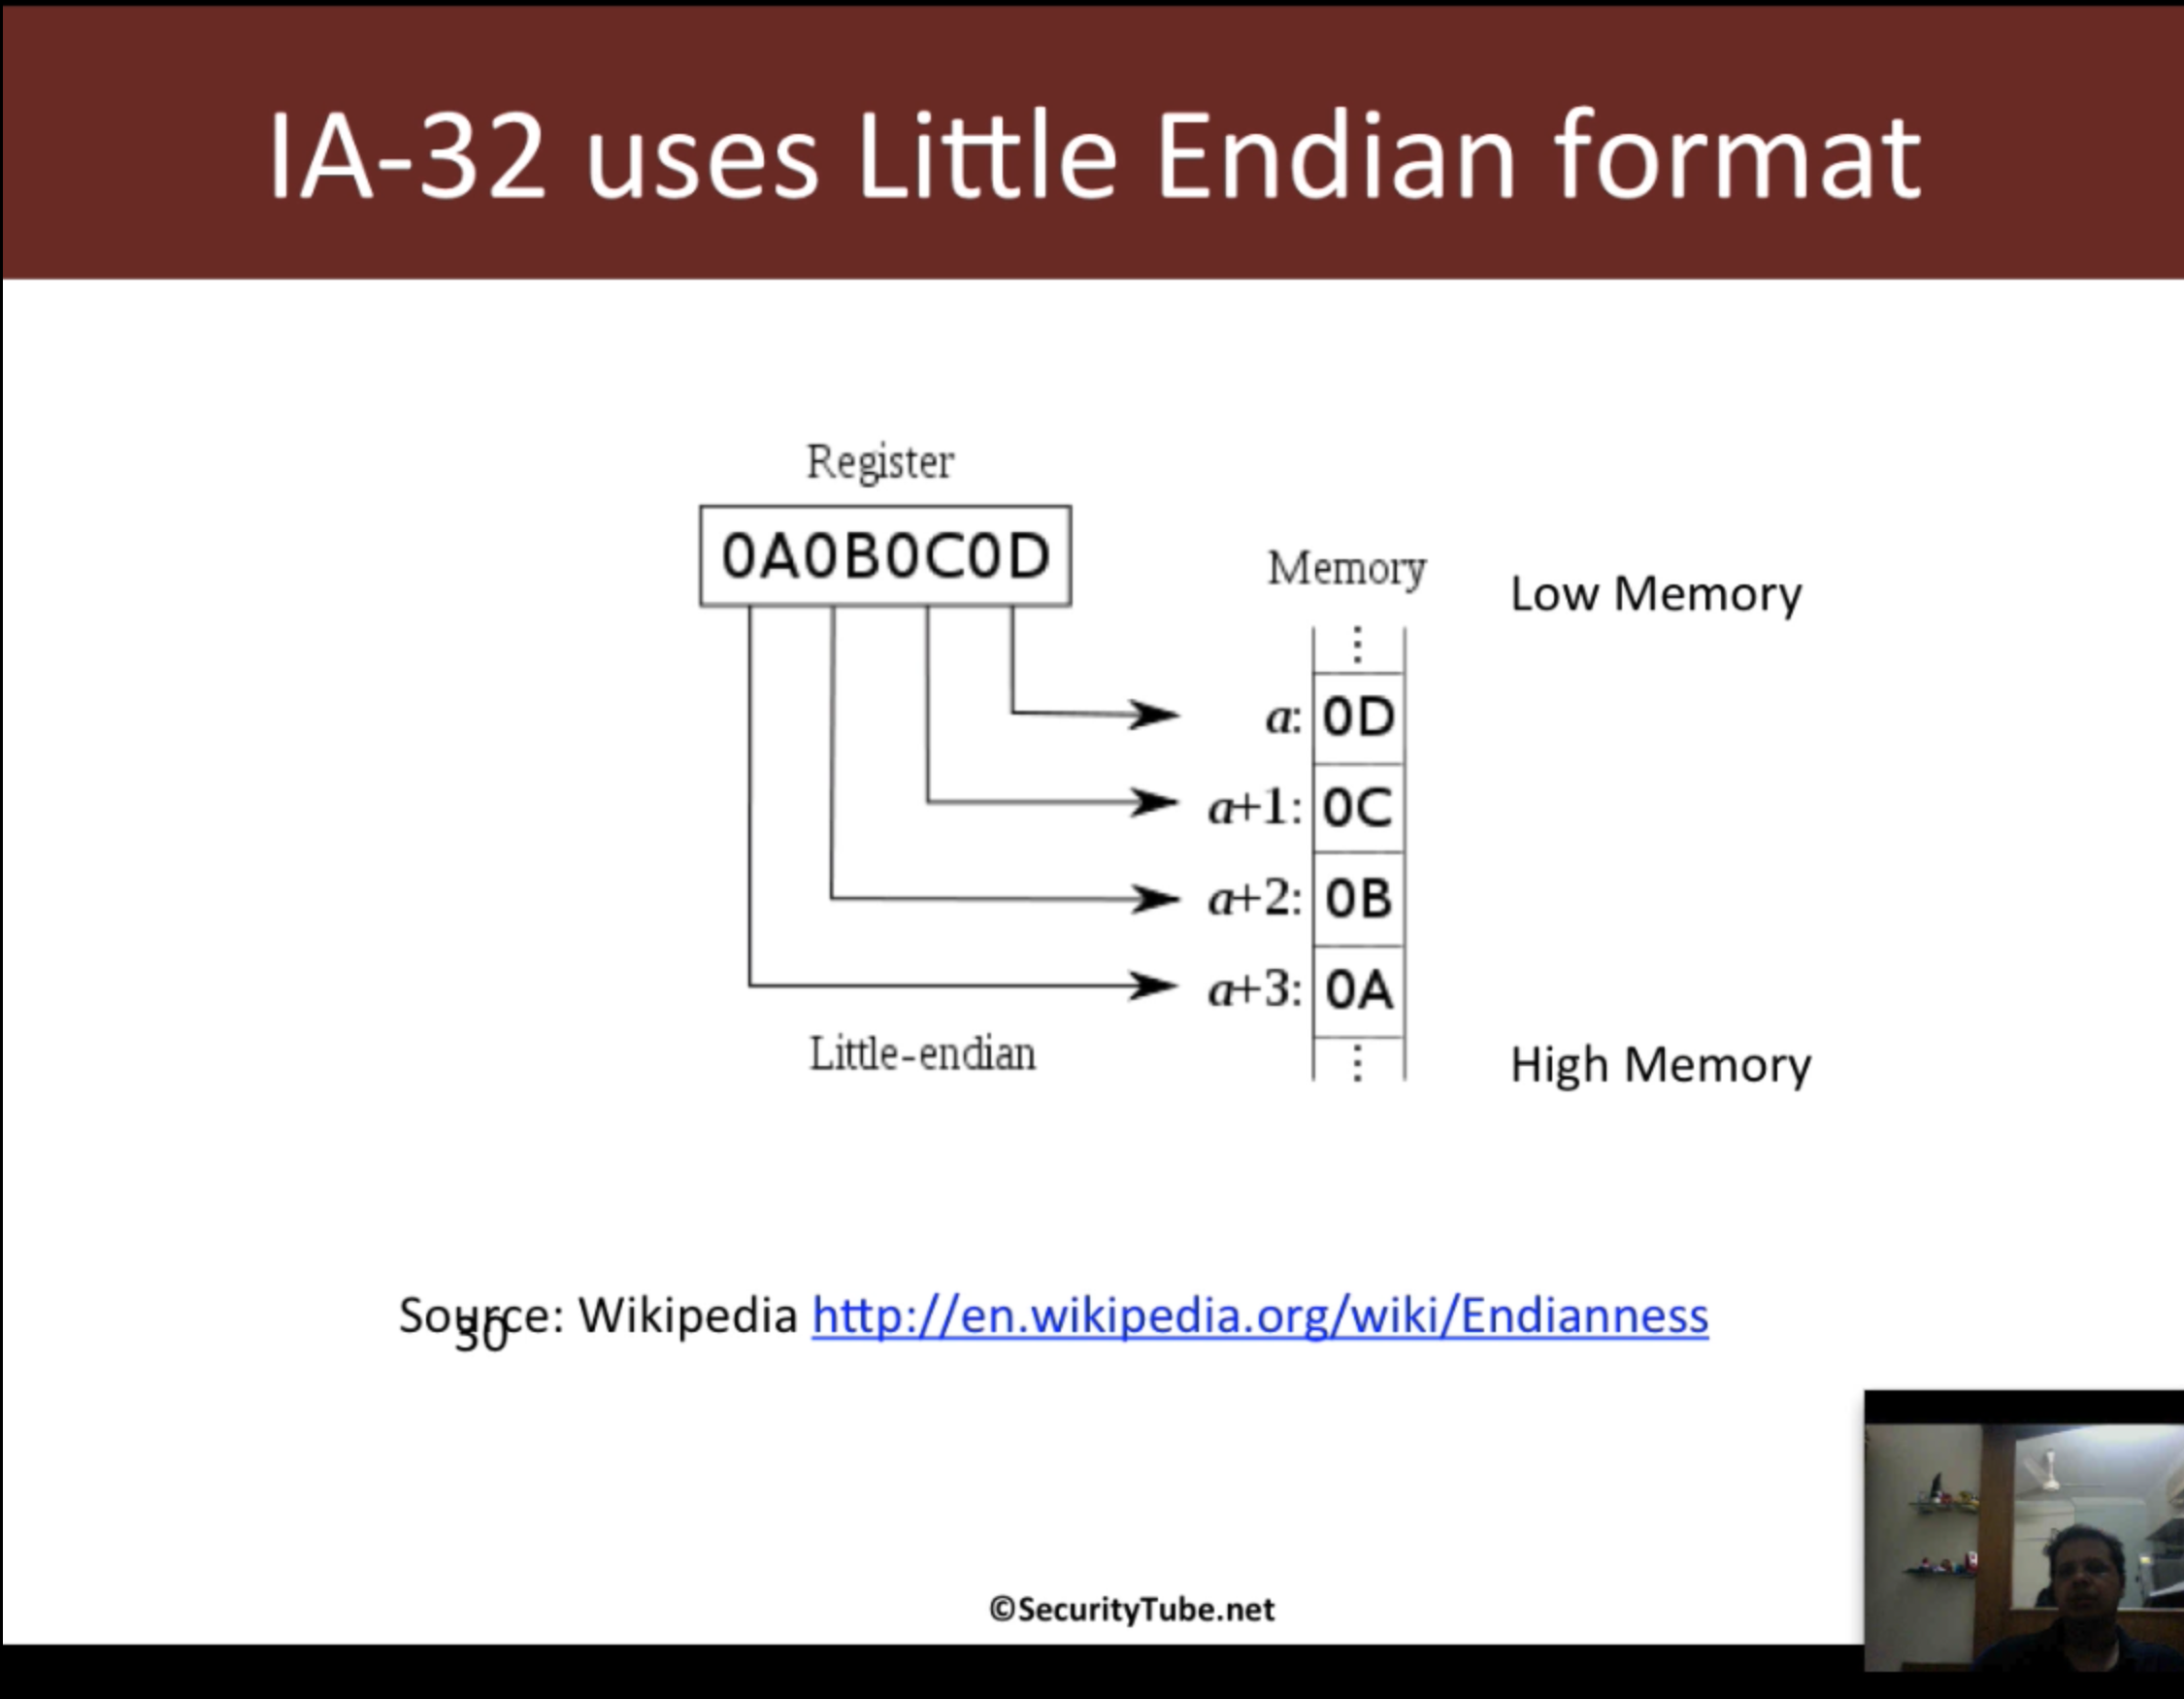 IA-32 uses Little Endian format
Register
0A0B0C0D
Memory
Low Memory
a: 0D
a+1: 0C
a+2: 0B
a+3: 0A
Little-endian
High Memory
Source: Wikipedia http://en.wikipedia.org/wiki/Endianness
30
©SecurityTube.net